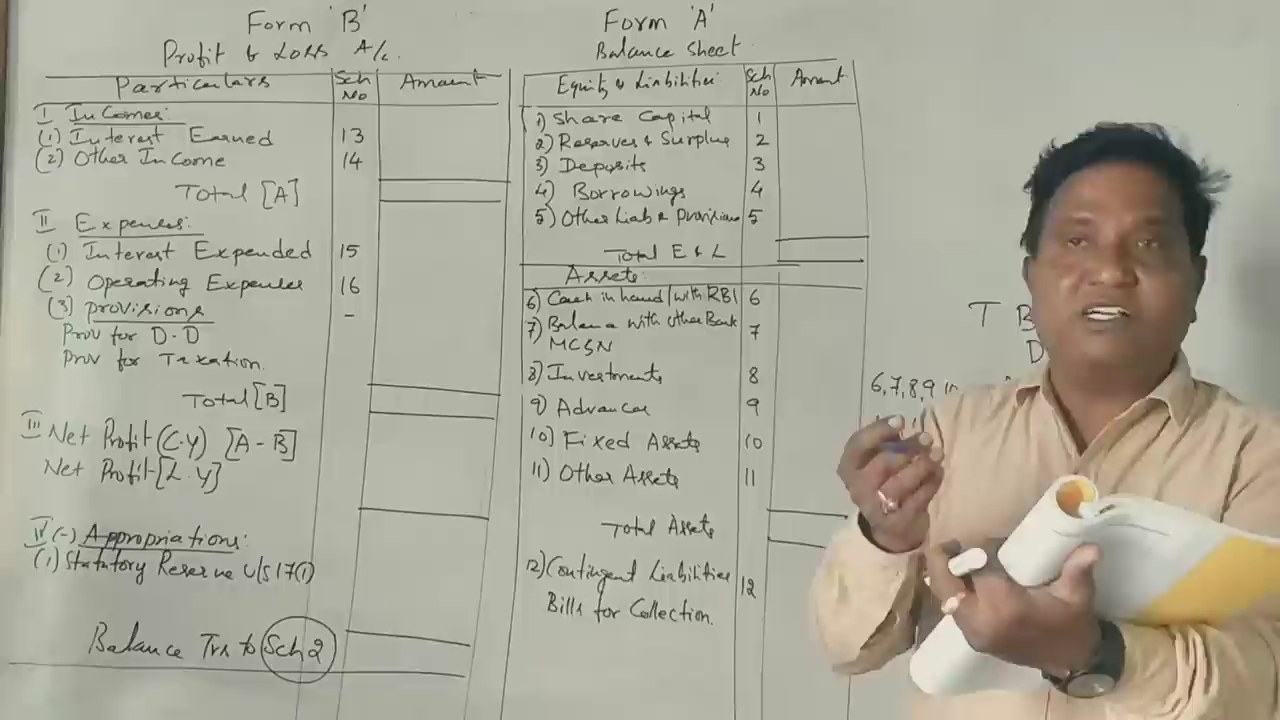 Form 'B'
Profit & Loss A/c
Particulars Sch No Amount
I Incomes:
(1) Interest Earned 13
(2) Other Income 14
Total [A]
II Expenses:
(1) Interest Expended 15
(2) Operating Expenses 16
(3) Provisions -
Prov for D.D
Prov for Taxation.
Total [B]
III Net Profit (C.Y) [A - B]
Net Profit [L.Y]
IV (-) Appropriations:
(1) Statutory Reserve U/S 17(1)
Balance Trs to Sch 2
Form 'A'
Balance Sheet
Equity & Liabilities Sch No Amount
1) Share Capital 1
2) Reserves & Surplus 2
3) Deposits 3
4) Borrowings 4
5) Other Liab & Provisions 5
Total E & L
Assets:
6) Cash in hand/with RBI 6
7) Balance with other Bank 7
MCSN
8) Investments 8
9) Advances 9
10) Fixed Assets 10
11) Other Assets 11
Total Assets
12) Contingent Liabilities 12
Bills for Collection.
T B
D
6,7,8,9,10